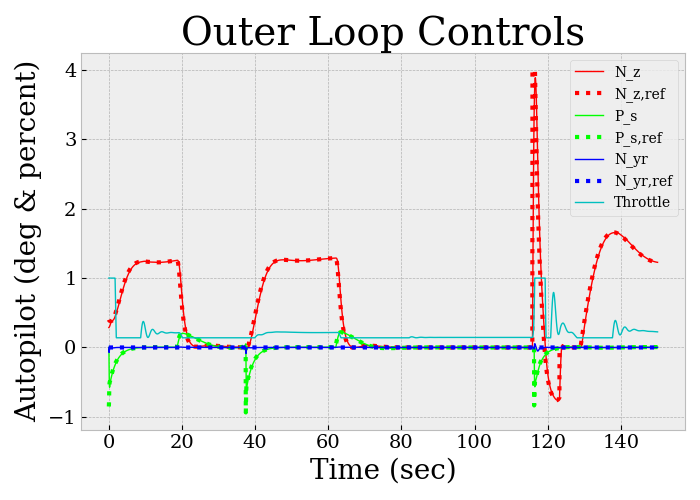 Outer Loop Controls
Autopilot (deg & percent)
4
3
2
1
0
−1
0 20 40 60 80 100 120 140
Time (sec)
N_z
N_z,ref
P_s
P_s,ref
N_yr
N_yr,ref
Throttle